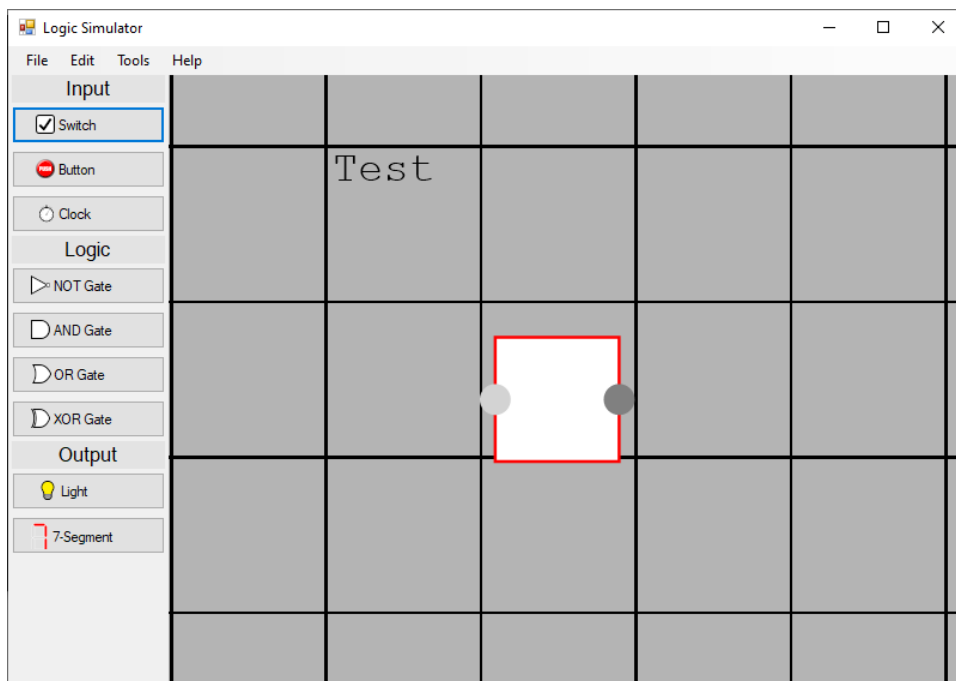 Logic Simulator
File Edit Tools Help
Input
Switch
Button
Clock
Logic
NOT Gate
AND Gate
OR Gate
XOR Gate
Output
Light
7-Segment
Test